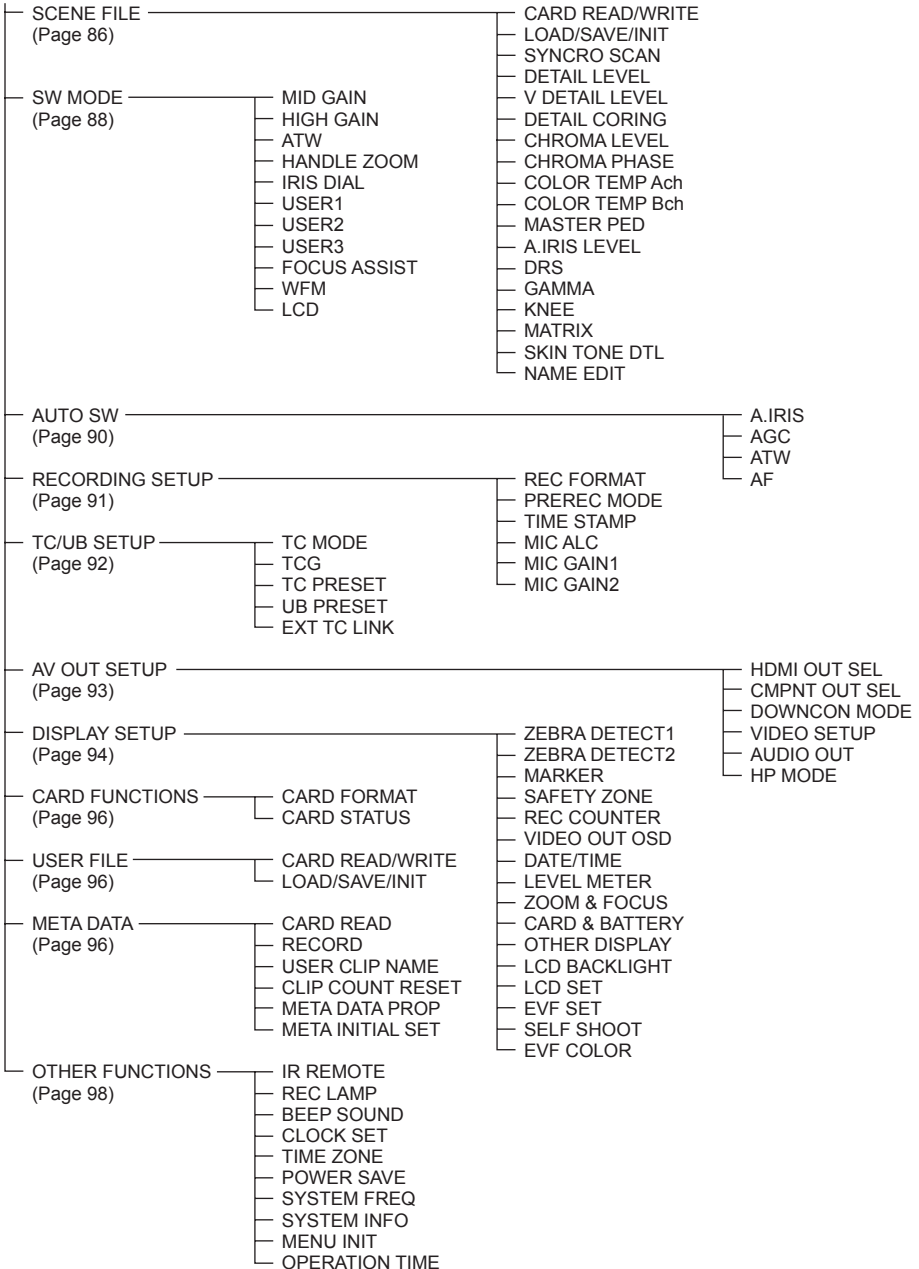 SCENE FILE
(Page 86)
CARD READ/WRITE
LOAD/SAVE/INIT
SYNCRO SCAN
DETAIL LEVEL
V DETAIL LEVEL
DETAIL CORING
CHROMA LEVEL
CHROMA PHASE
COLOR TEMP Ach
COLOR TEMP Bch
MASTER PED
A.IRIS LEVEL
DRS
GAMMA
KNEE
MATRIX
SKIN TONE DTL
NAME EDIT
SW MODE
(Page 88)
MID GAIN
HIGH GAIN
ATW
HANDLE ZOOM
IRIS DIAL
USER1
USER2
USER3
FOCUS ASSIST
WFM
LCD
AUTO SW
(Page 90)
A.IRIS
AGC
ATW
AF
RECORDING SETUP
(Page 91)
REC FORMAT
PREREC MODE
TIME STAMP
MIC ALC
MIC GAIN1
MIC GAIN2
TC/UB SETUP
(Page 92)
TC MODE
TCG
TC PRESET
UB PRESET
EXT TC LINK
AV OUT SETUP
(Page 93)
HDMI OUT SEL
CMPNT OUT SEL
DOWNCON MODE
VIDEO SETUP
AUDIO OUT
HP MODE
DISPLAY SETUP
(Page 94)
ZEBRA DETECT1
ZEBRA DETECT2
MARKER
SAFETY ZONE
REC COUNTER
VIDEO OUT OSD
DATE/TIME
LEVEL METER
ZOOM & FOCUS
CARD & BATTERY
OTHER DISPLAY
LCD BACKLIGHT
LCD SET
EVF SET
SELF SHOOT
EVF COLOR
CARD FUNCTIONS
(Page 96)
CARD FORMAT
CARD STATUS
USER FILE
(Page 96)
CARD READ/WRITE
LOAD/SAVE/INIT
META DATA
(Page 96)
CARD READ
RECORD
USER CLIP NAME
CLIP COUNT RESET
META DATA PROP
META INITIAL SET
OTHER FUNCTIONS
(Page 98)
IR REMOTE
REC LAMP
BEEP SOUND
CLOCK SET
TIME ZONE
POWER SAVE
SYSTEM FREQ
SYSTEM INFO
MENU INIT
OPERATION TIME